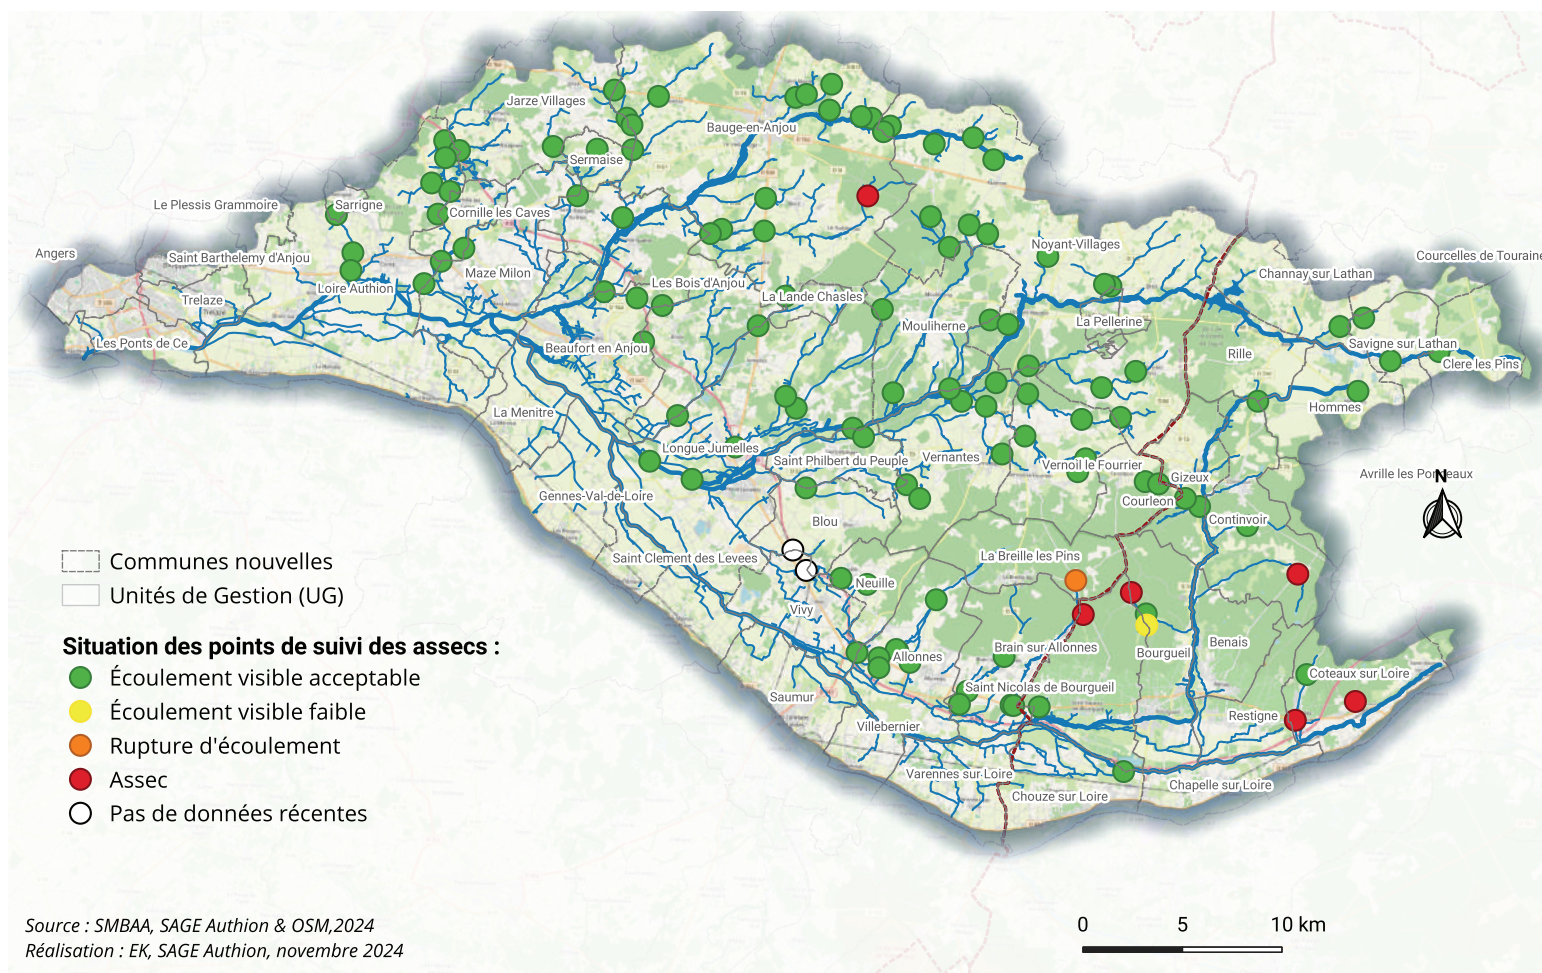 Jarze Villages
Bauge-en-Anjou
Sermaise
Le Plessis Grammoire
Sarrigne
Cornille les Caves
Angers
Saint Barthelemy d'Anjou
Noyant-Villages
Courcelles de Touraine
Maze Milon
Channay sur Lathan
Loire Authion
Les Bois d'Anjou
La Lande Chasles
Trelaze
Mouliherne
La Pellerine
Les Ponts de Ce
Beaufort en Anjou
Rille
Savigne sur Lathan
Clere les Pins
La Menitre
Hommes
Longue Jumelles
Saint Philbert du Peuple
Vernantes
Vernoil le Fourrier
Gizeux
Avrille les Ponceaux
N
Gennes-Val-de-Loire
Courleon
Continvoir
Blou
Saint Clement des Levees
La Breille les Pins
Neuille
Vivy
Brain sur Allonnes
Bourgueil
Benais
Allonnes
Coteaux sur Loire
Saumur
Saint Nicolas de Bourgueil
Restigne
Villebernier
Varennes sur Loire
Chouze sur Loire
Chapelle sur Loire
Communes nouvelles
Unités de Gestion (UG)
Situation des points de suivi des assecs :
Écoulement visible acceptable
Écoulement visible faible
Rupture d'écoulement
Assec
Pas de données récentes
Source : SMBAA, SAGE Authion & OSM,2024
Réalisation : EK, SAGE Authion, novembre 2024
0 5 10 km